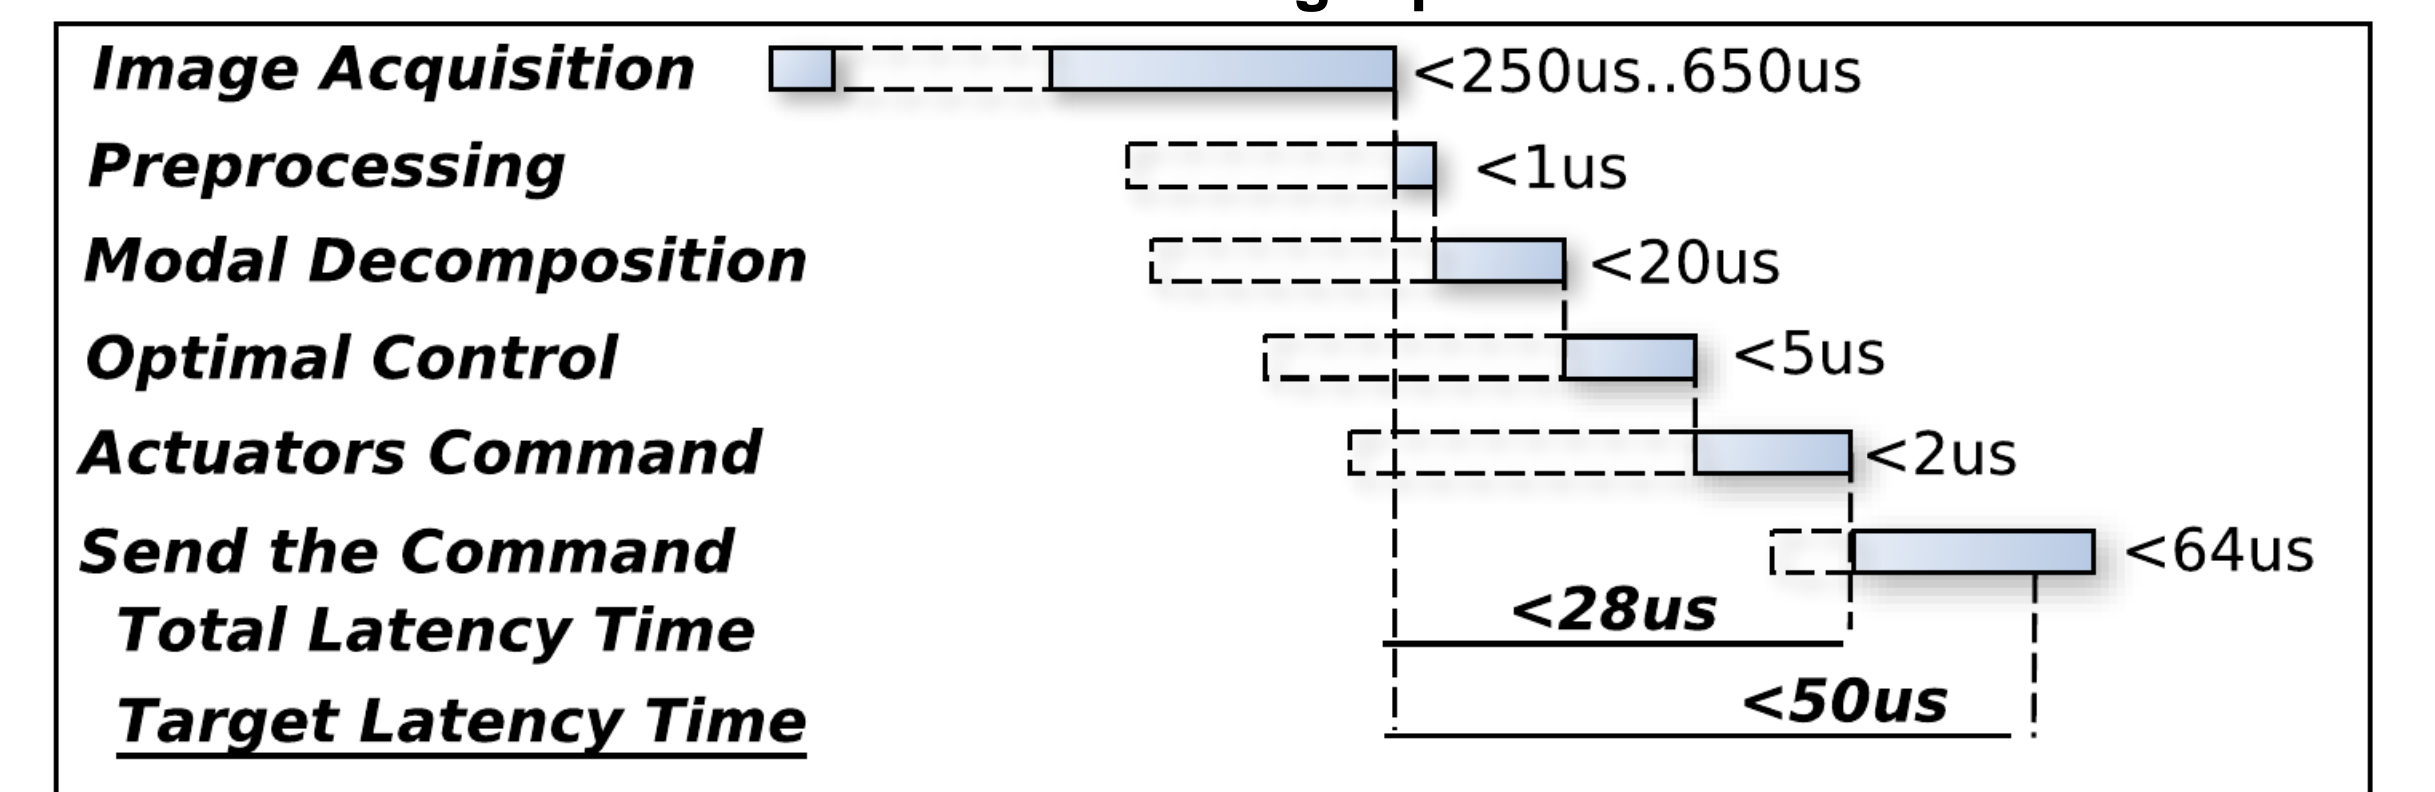 Image Acquisition <250us..650us
Preprocessing <1us
Modal Decomposition <20us
Optimal Control <5us
Actuators Command <2us
Send the Command <64us
Total Latency Time <28us
Target Latency Time <50us